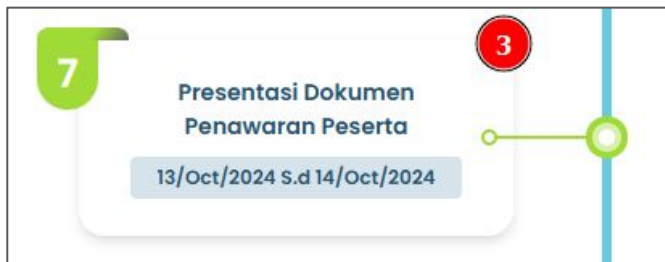 7
3
Presentasi Dokumen
Penawaran Peserta
13/Oct/2024 S.d 14/Oct/2024